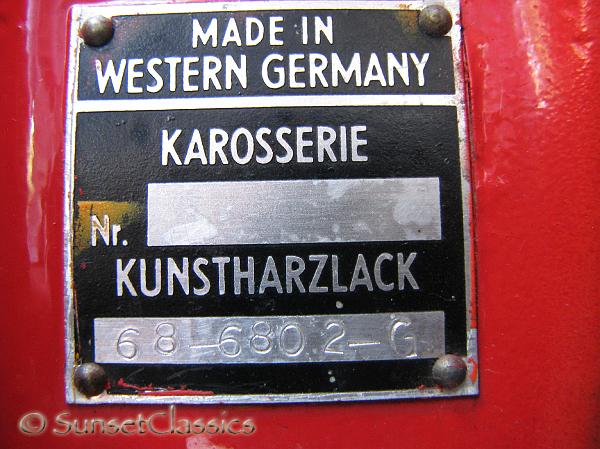 MADE IN
WESTERN GERMANY
KAROSSERIE
Nr.
KUNSTHARZLACK
68-6802-G
© SunsetClassics